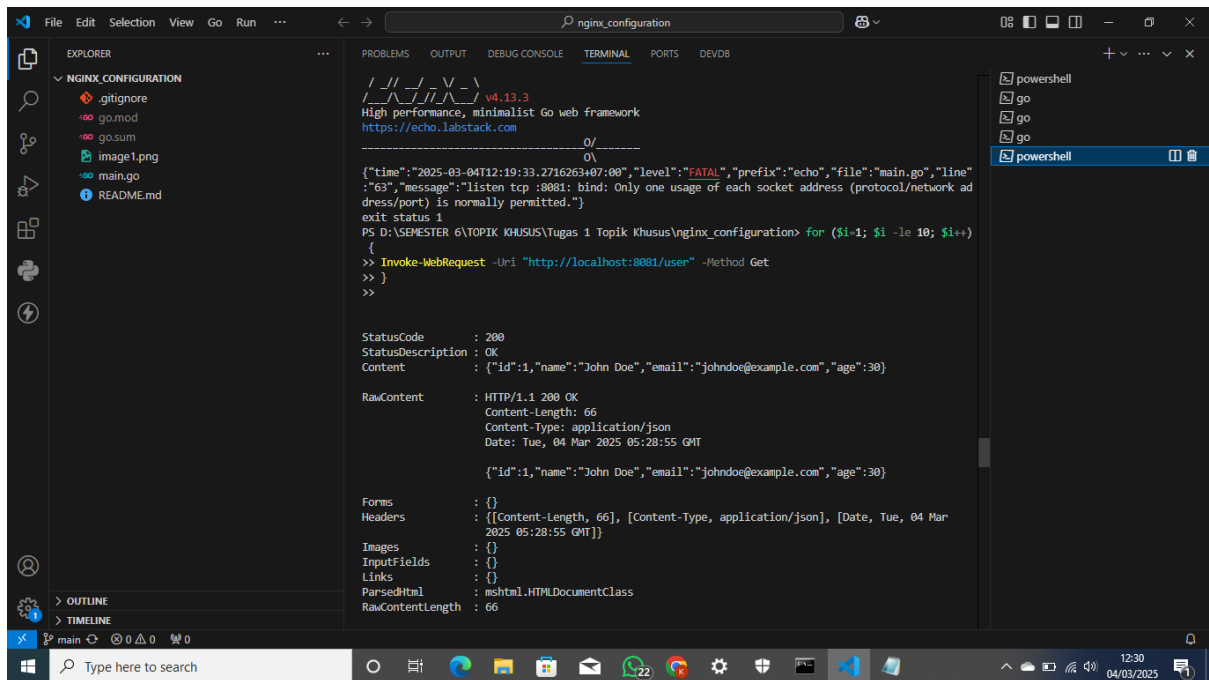 File Edit Selection View Go Run ··· nginx_configuration
EXPLORER ···
NGINX_CONFIGURATION
.gitignore
go.mod
go.sum
image1.png
main.go
README.md
OUTLINE
TIMELINE
PROBLEMS OUTPUT DEBUG CONSOLE TERMINAL PORTS DEVDB
/ _// __/ _ \/ _ \
/___/\__/_//_/\___/ v4.13.3
High performance, minimalist Go web framework
https://echo.labstack.com
____________________________________O/_______
O\
{"time":"2025-03-04T12:19:33.2716263+07:00","level":"FATAL","prefix":"echo","file":"main.go","line"
:"63","message":"listen tcp :8081: bind: Only one usage of each socket address (protocol/network ad
dress/port) is normally permitted."}
exit status 1
PS D:\SEMESTER 6\TOPIK KHUSUS\Tugas 1 Topik Khusus\nginx_configuration> for ($i=1; $i -le 10; $i++)
{
>> Invoke-WebRequest -Uri "http://localhost:8081/user" -Method Get
>> }
>>
StatusCode : 200
StatusDescription : OK
Content : {"id":1,"name":"John Doe","email":"johndoe@example.com","age":30}
RawContent : HTTP/1.1 200 OK
Content-Length: 66
Content-Type: application/json
Date: Tue, 04 Mar 2025 05:28:55 GMT
{"id":1,"name":"John Doe","email":"johndoe@example.com","age":30}
Forms : {}
Headers : {[Content-Length, 66], [Content-Type, application/json], [Date, Tue, 04 Mar
2025 05:28:55 GMT]}
Images : {}
InputFields : {}
Links : {}
ParsedHtml : mshtml.HTMLDocumentClass
RawContentLength : 66
powershell
go
go
go
powershell
main 0 0 0
Type here to search
22
12:30
04/03/2025
1